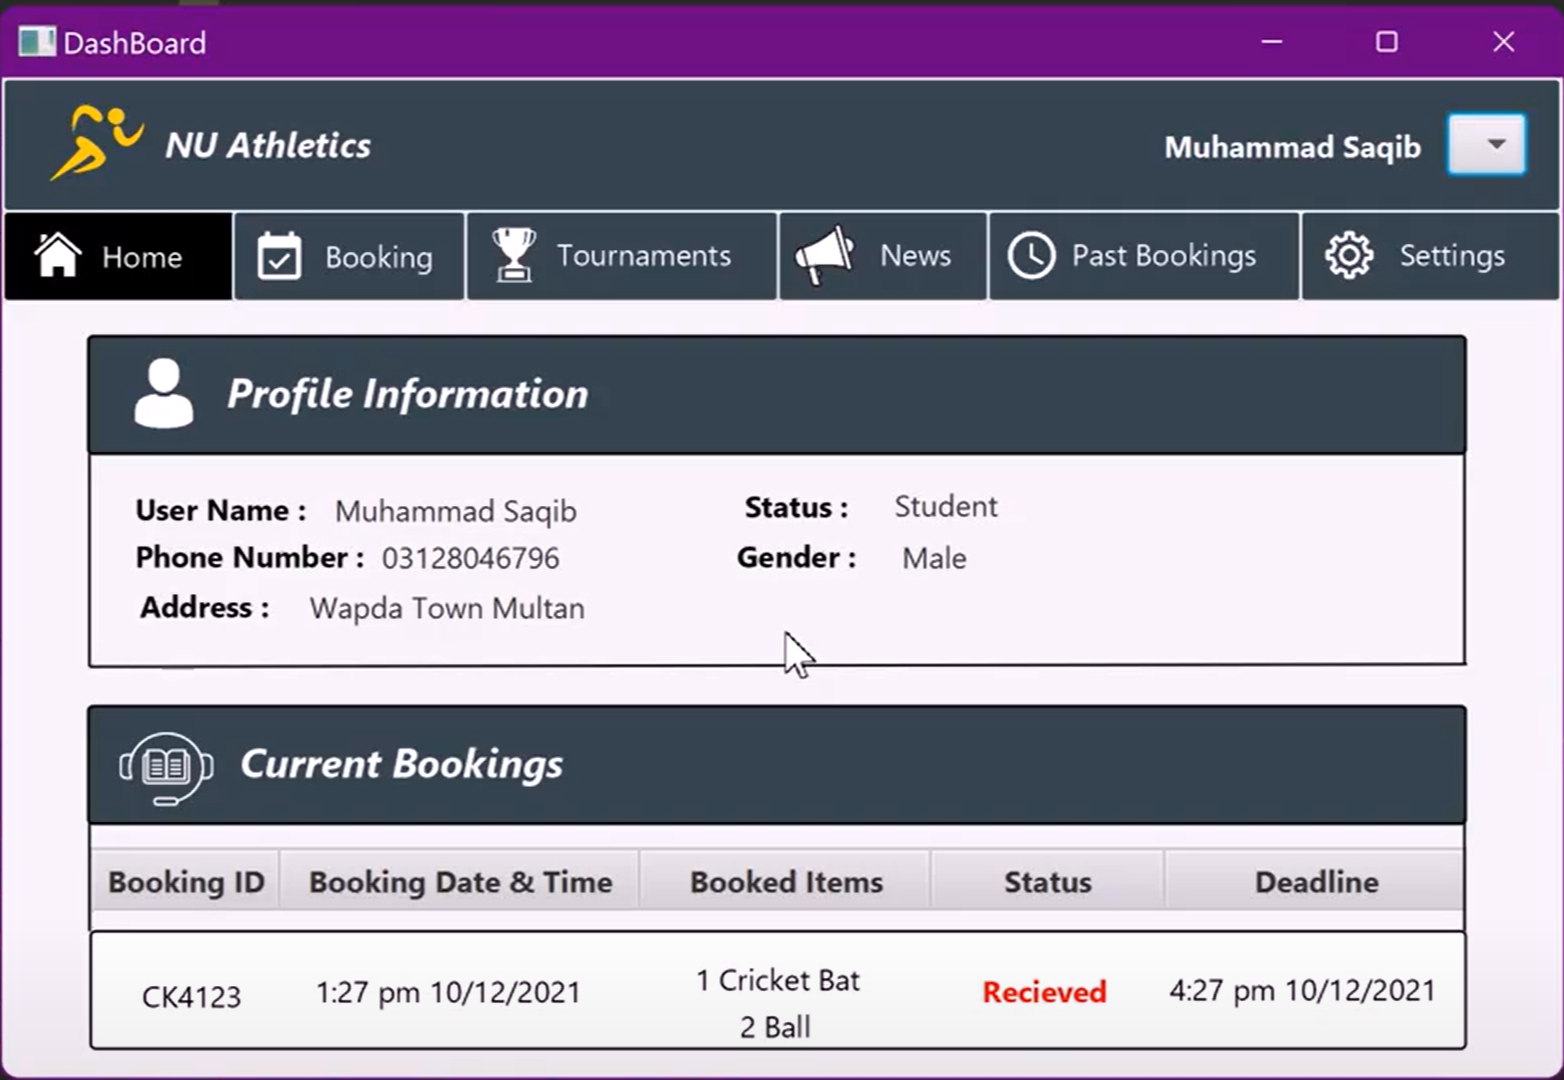 DashBoard
NU Athletics
Muhammad Saqib
Home
Booking
Tournaments
News
Past Bookings
Settings
Profile Information
User Name : Muhammad Saqib
Status : Student
Phone Number : 03128046796
Gender : Male
Address : Wapda Town Multan
Current Bookings
Booking ID
Booking Date & Time
Booked Items
Status
Deadline
CK4123
1:27 pm 10/12/2021
1 Cricket Bat
2 Ball
Recieved
4:27 pm 10/12/2021